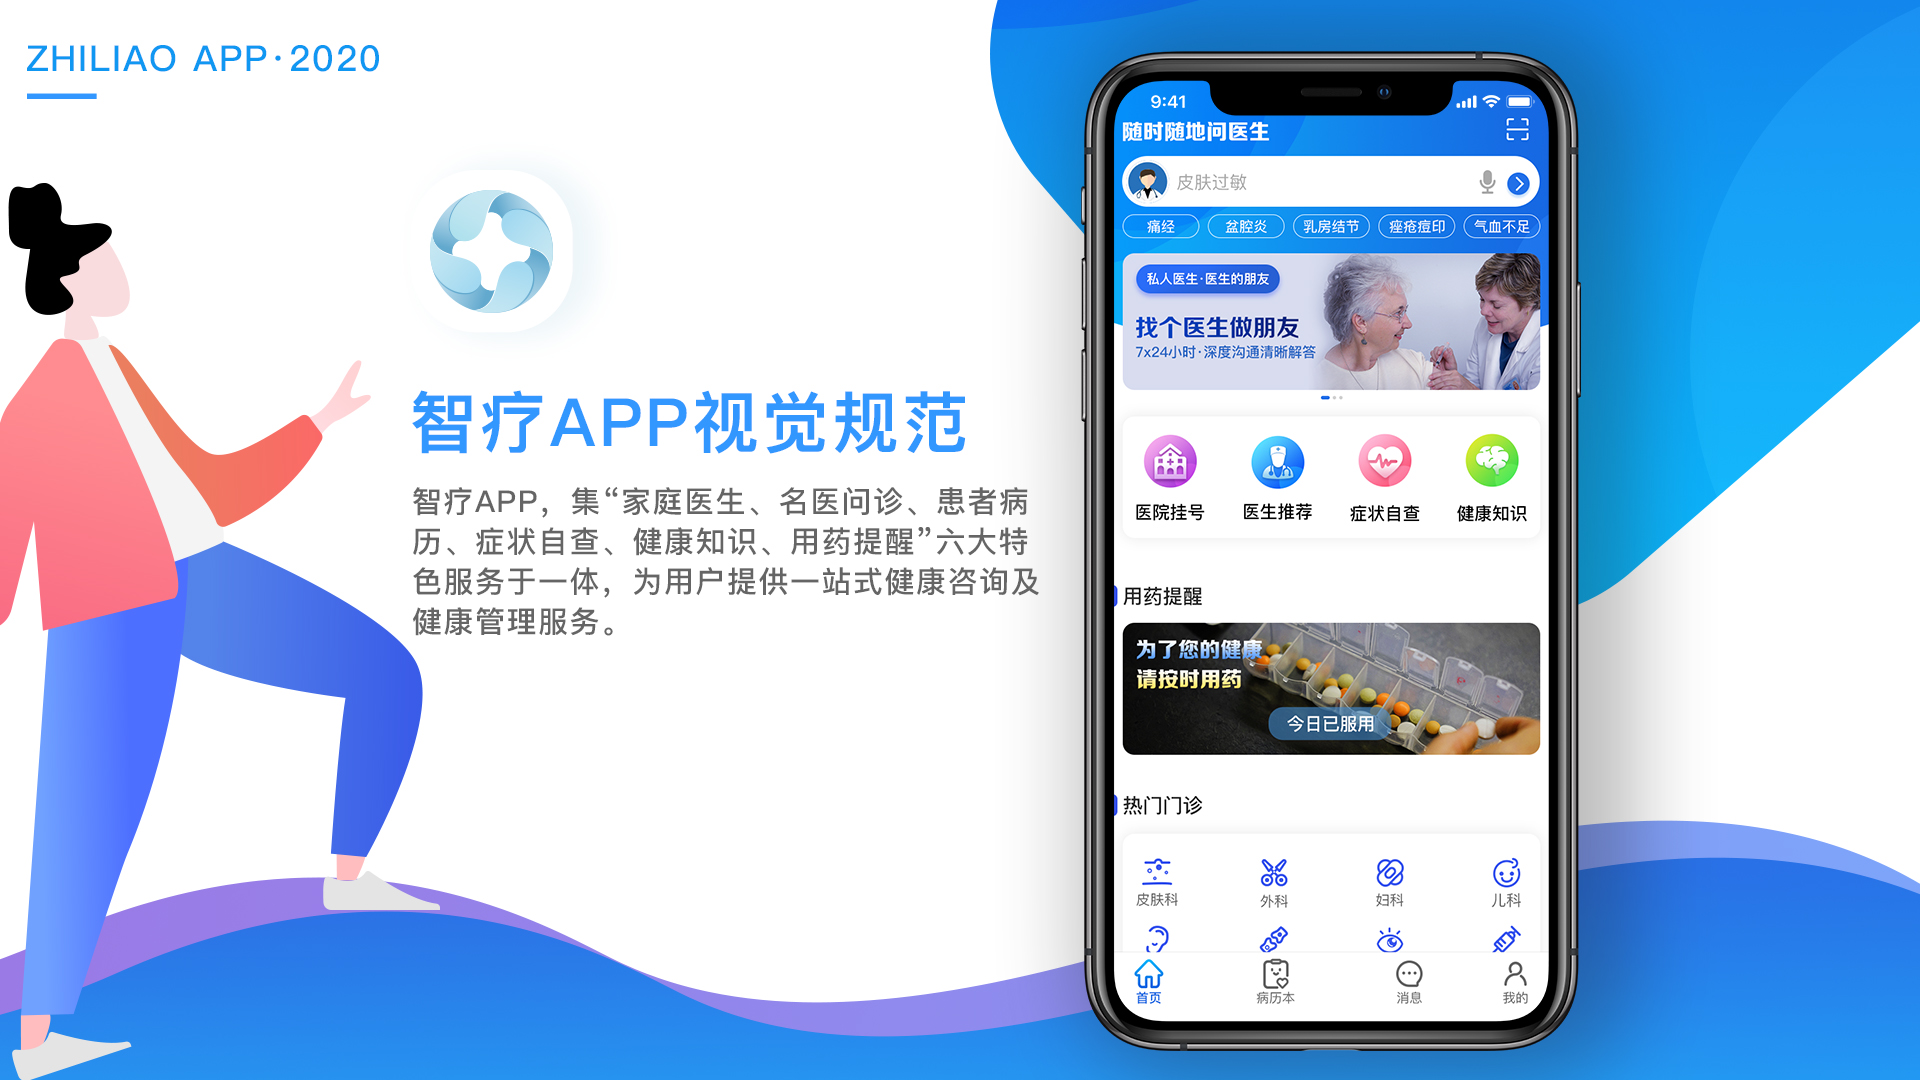 ZHILIAO APP·2020
智疗APP视觉规范
智疗APP，集“家庭医生、名医问诊、患者病
历、症状自查、健康知识、用药提醒”六大特
色服务于一体，为用户提供一站式健康咨询及
健康管理服务。
9:41
随时随地问医生
皮肤过敏
痛经 盆腔炎 乳房结节 痤疮痘印 气血不足
私人医生·医生的朋友
找个医生做朋友
7x24小时·深度沟通清晰解答
医院挂号 医生推荐 症状自查 健康知识
用药提醒
为了您的健康
请按时用药
今日已服用
热门门诊
皮肤科 外科 妇科 儿科
首页 病历本 消息 我的